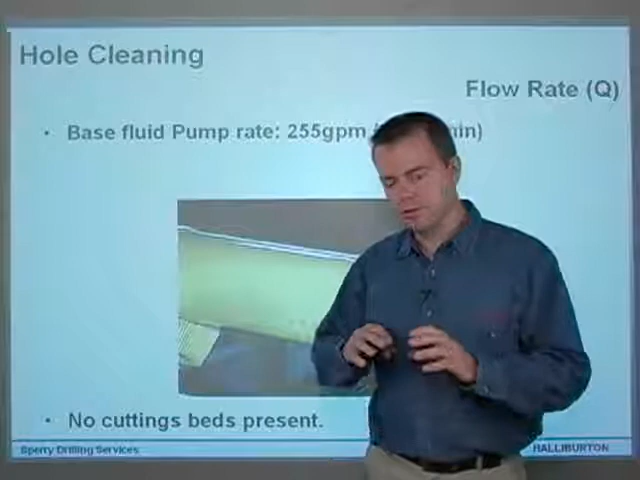 Hole Cleaning
Flow Rate (Q)
• Base fluid Pump rate: 255gpm
• No cuttings beds present.
Sperry Drilling Services
HALLIBURTON